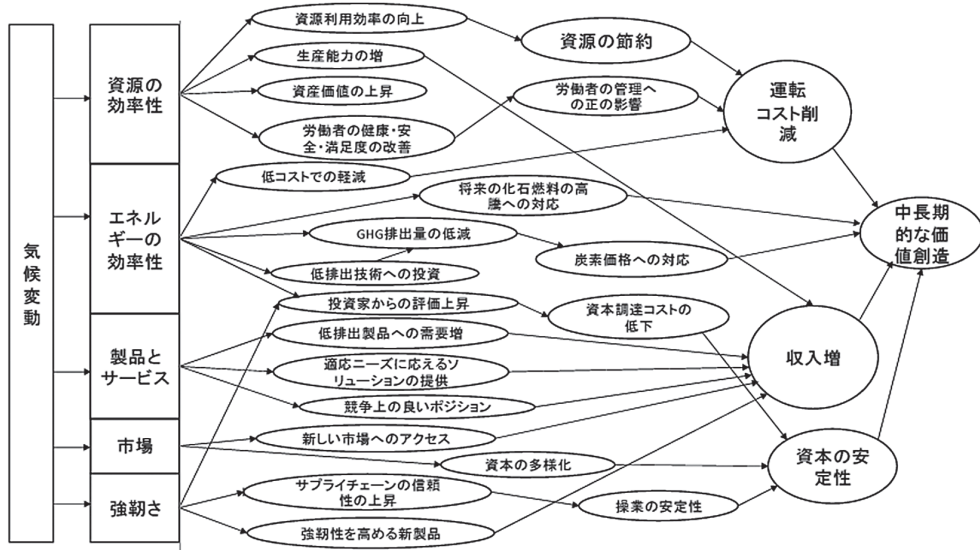 気候変動
資源の
効率性
エネル
ギーの
効率性
製品と
サービス
市場
強靭さ
資源利用効率の向上
生産能力の増
資産価値の上昇
労働者の健康・安
全・満足度の改善
低コストでの軽減
将来の化石燃料の高
騰への対応
GHG排出量の低減
低排出技術への投資
投資家からの評価上昇
低排出製品への需要増
適応ニーズに応えるソ
リューションの提供
競争上の良いポジション
新しい市場へのアクセス
資本の多様化
サプライチェーンの信頼
性の上昇
強靭性を高める新製品
資源の節約
労働者の管理へ
の正の影響
炭素価格への対応
資本調達コストの
低下
操業の安定性
運転
コスト削
減
収入増
資本の安
定性
中長期
的な価
値創造